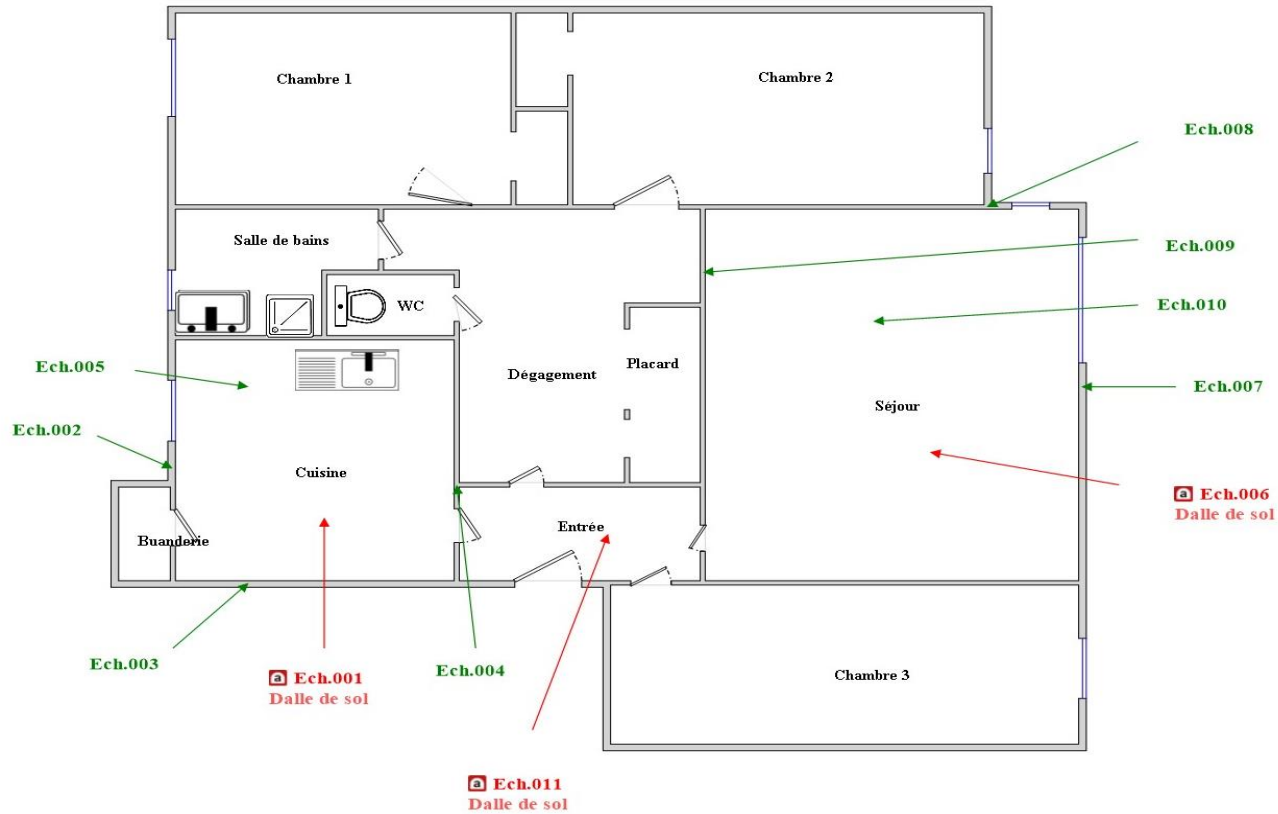 Chambre 1
Chambre 2
Ech.008
Salle de bains
Ech.009
WC
Ech.010
Ech.005
Dégagement
Placard
Ech.007
Séjour
Ech.002
Cuisine
a Ech.006
Dalle de sol
Buanderie
Entrée
Ech.003
a Ech.001
Dalle de sol
Ech.004
Chambre 3
a Ech.011
Dalle de sol